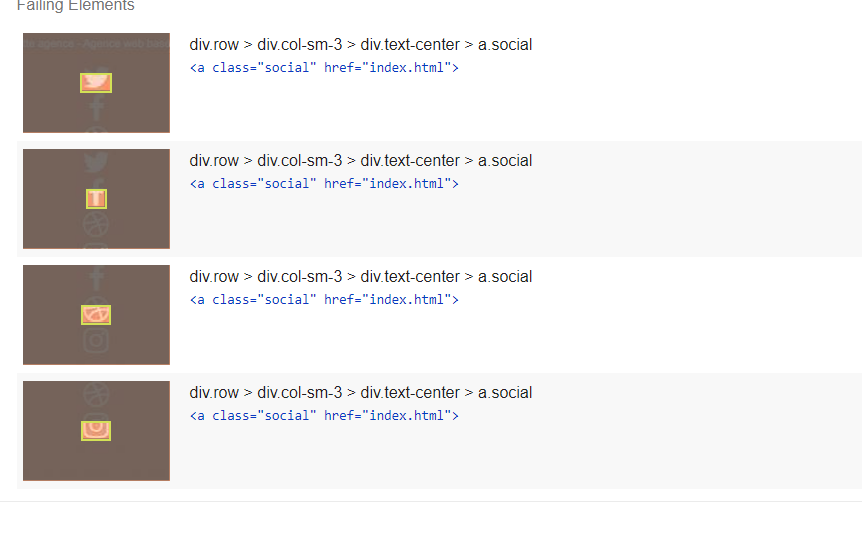 Failing Elements
div.row > div.col-sm-3 > div.text-center > a.social
<a class="social" href="index.html">
div.row > div.col-sm-3 > div.text-center > a.social
<a class="social" href="index.html">
div.row > div.col-sm-3 > div.text-center > a.social
<a class="social" href="index.html">
div.row > div.col-sm-3 > div.text-center > a.social
<a class="social" href="index.html">